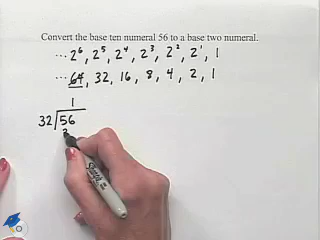 Convert the base ten numeral 56 to a base two numeral.
... 2⁶, 2⁵, 2⁴, 2³, 2², 2¹, 1
... 64, 32, 16, 8, 4, 2, 1
1
32 56
3